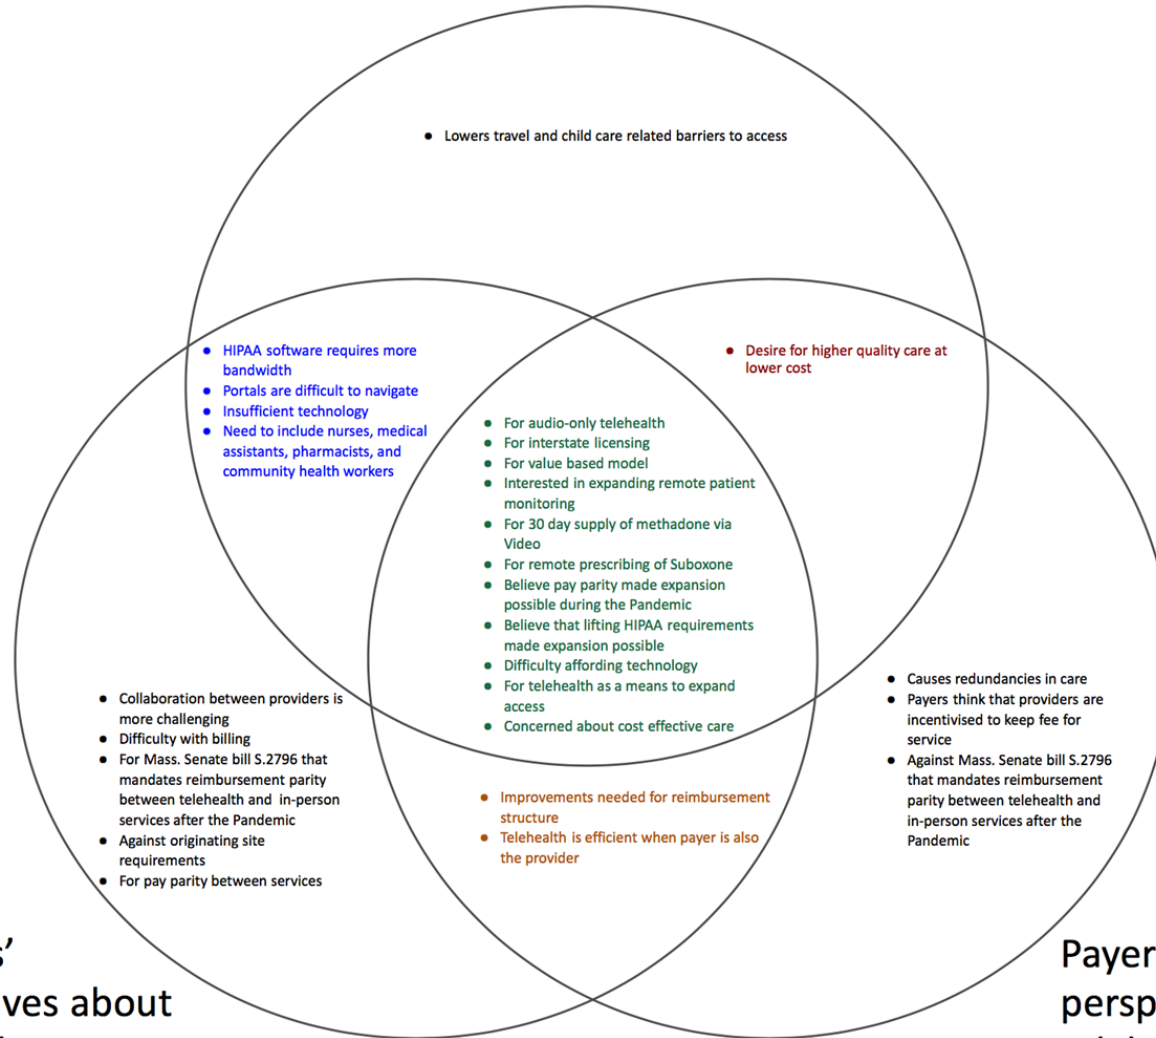 ● Lowers travel and child care related barriers to access
● HIPAA software requires more
bandwidth
● Portals are difficult to navigate
● Insufficient technology
● Need to include nurses, medical
assistants, pharmacists, and
community health workers
● Desire for higher quality care at
lower cost
● For audio-only telehealth
● For interstate licensing
● For value based model
● Interested in expanding remote patient
monitoring
● For 30 day supply of methadone via
Video
● For remote prescribing of Suboxone
● Believe pay parity made expansion
possible during the Pandemic
● Believe that lifting HIPAA requirements
made expansion possible
● Difficulty affording technology
● For telehealth as a means to expand
access
● Concerned about cost effective care
● Collaboration between providers is
more challenging
● Difficulty with billing
● For Mass. Senate bill S.2796 that
mandates reimbursement parity
between telehealth and in-person
services after the Pandemic
● Against originating site
requirements
● For pay parity between services
● Improvements needed for reimbursement
structure
● Telehealth is efficient when payer is also
the provider
● Causes redundancies in care
● Payers think that providers are
incentivised to keep fee for
service
● Against Mass. Senate bill S.2796
that mandates reimbursement
parity between telehealth and
in-person services after the
Pandemic
s’
ves about
Payer
persp